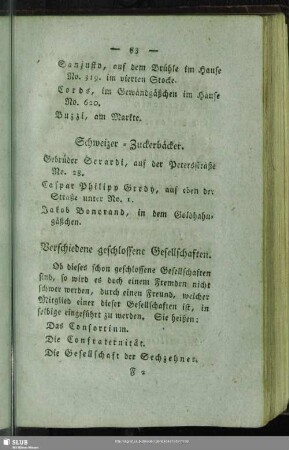 — 83 —
Sanjusto, auf dem Brühle im Hause
No. 319. im vierten Stocke.
Cords, im Gewandgäßchen im Hause
No. 620.
Buzzi, am Markte.
Schweizer-Zuckerbäcker.
Gebrüder Serardi, auf der Petersstraße
No. 28.
Caspar Philipp Grody, auf eben der
Straße unter No. 1.
Jakob Bonorand, in dem Goldhahn-
gäßchen.
Verschiedene geschlossene Gesellschaften.
Ob dieses schon geschlossene Gesellschaften
sind, so wird es doch einem Fremden nicht
schwer werden, durch einen Freund, welcher
Mitglied einer dieser Gesellschaften ist, in
selbige eingeführt zu werden. Sie heißen:
Das Consortium.
Die Confraternität.
Die Gesellschaft der Sechzehner.
F 2
SLUB